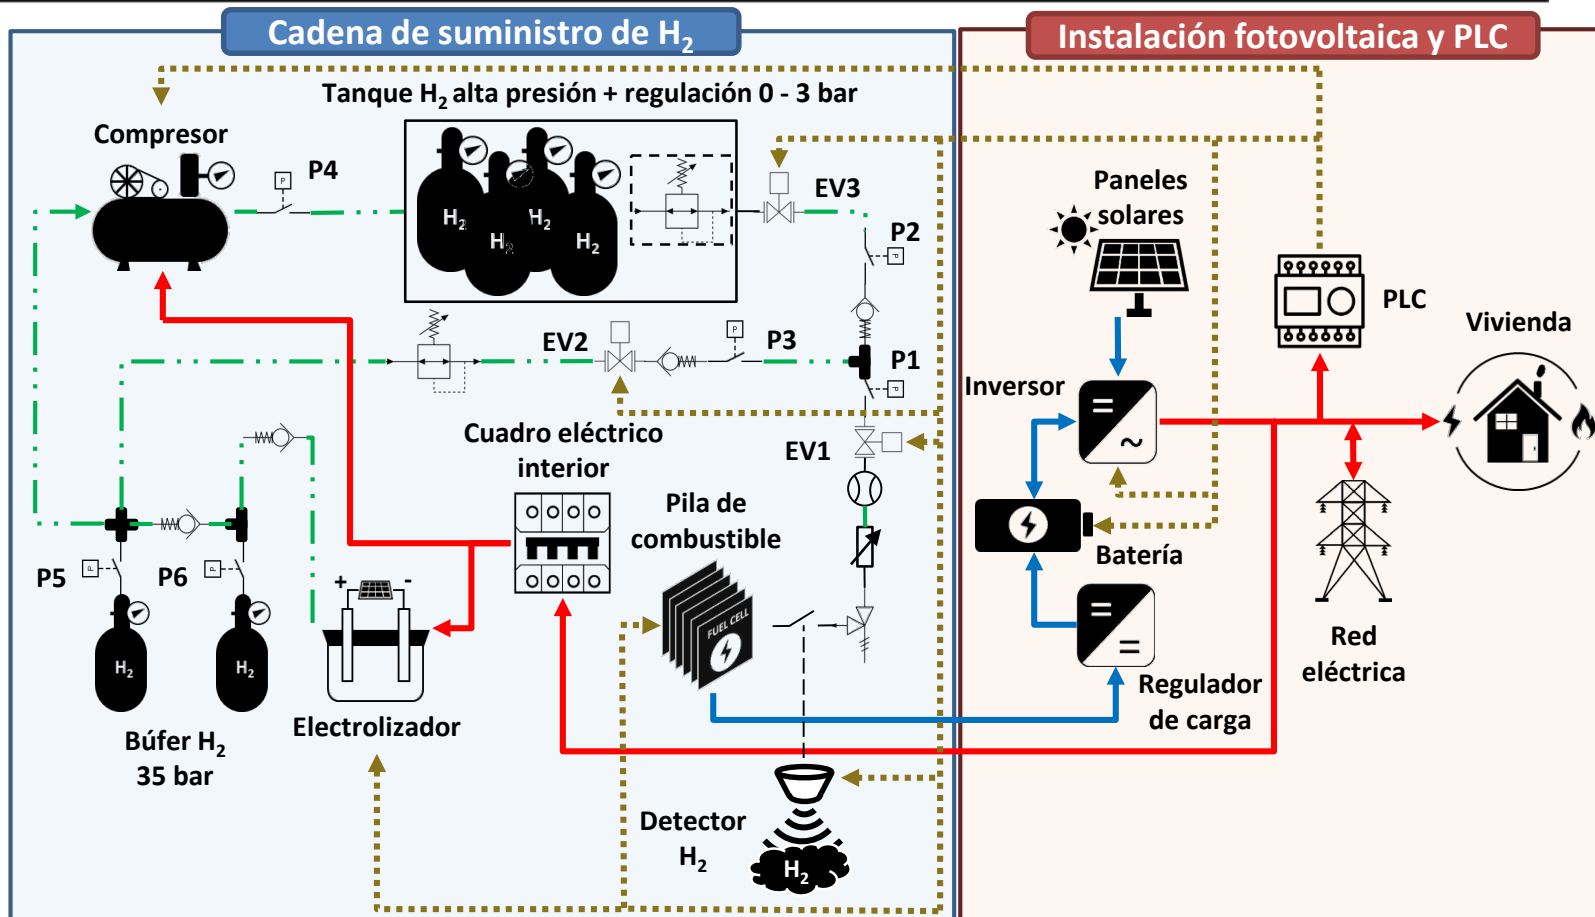 Cadena de suministro de H₂
Instalación fotovoltaica y PLC
Tanque H₂ alta presión + regulación 0 - 3 bar
Compresor
P4
EV3
H₂
H₂
H₂
H₂
P
P2
P
Paneles
solares
PLC
Vivienda
EV2
P
P3
P1
P
Inversor
=
~
Cuadro eléctrico
interior
EV1
Pila de
combustible
Batería
P5
P
P6
P
+
-
FUEL CELL
=
=
Red
eléctrica
H₂
H₂
Electrolizador
Regulador
de carga
Búfer H₂
35 bar
Detector
H₂
H₂